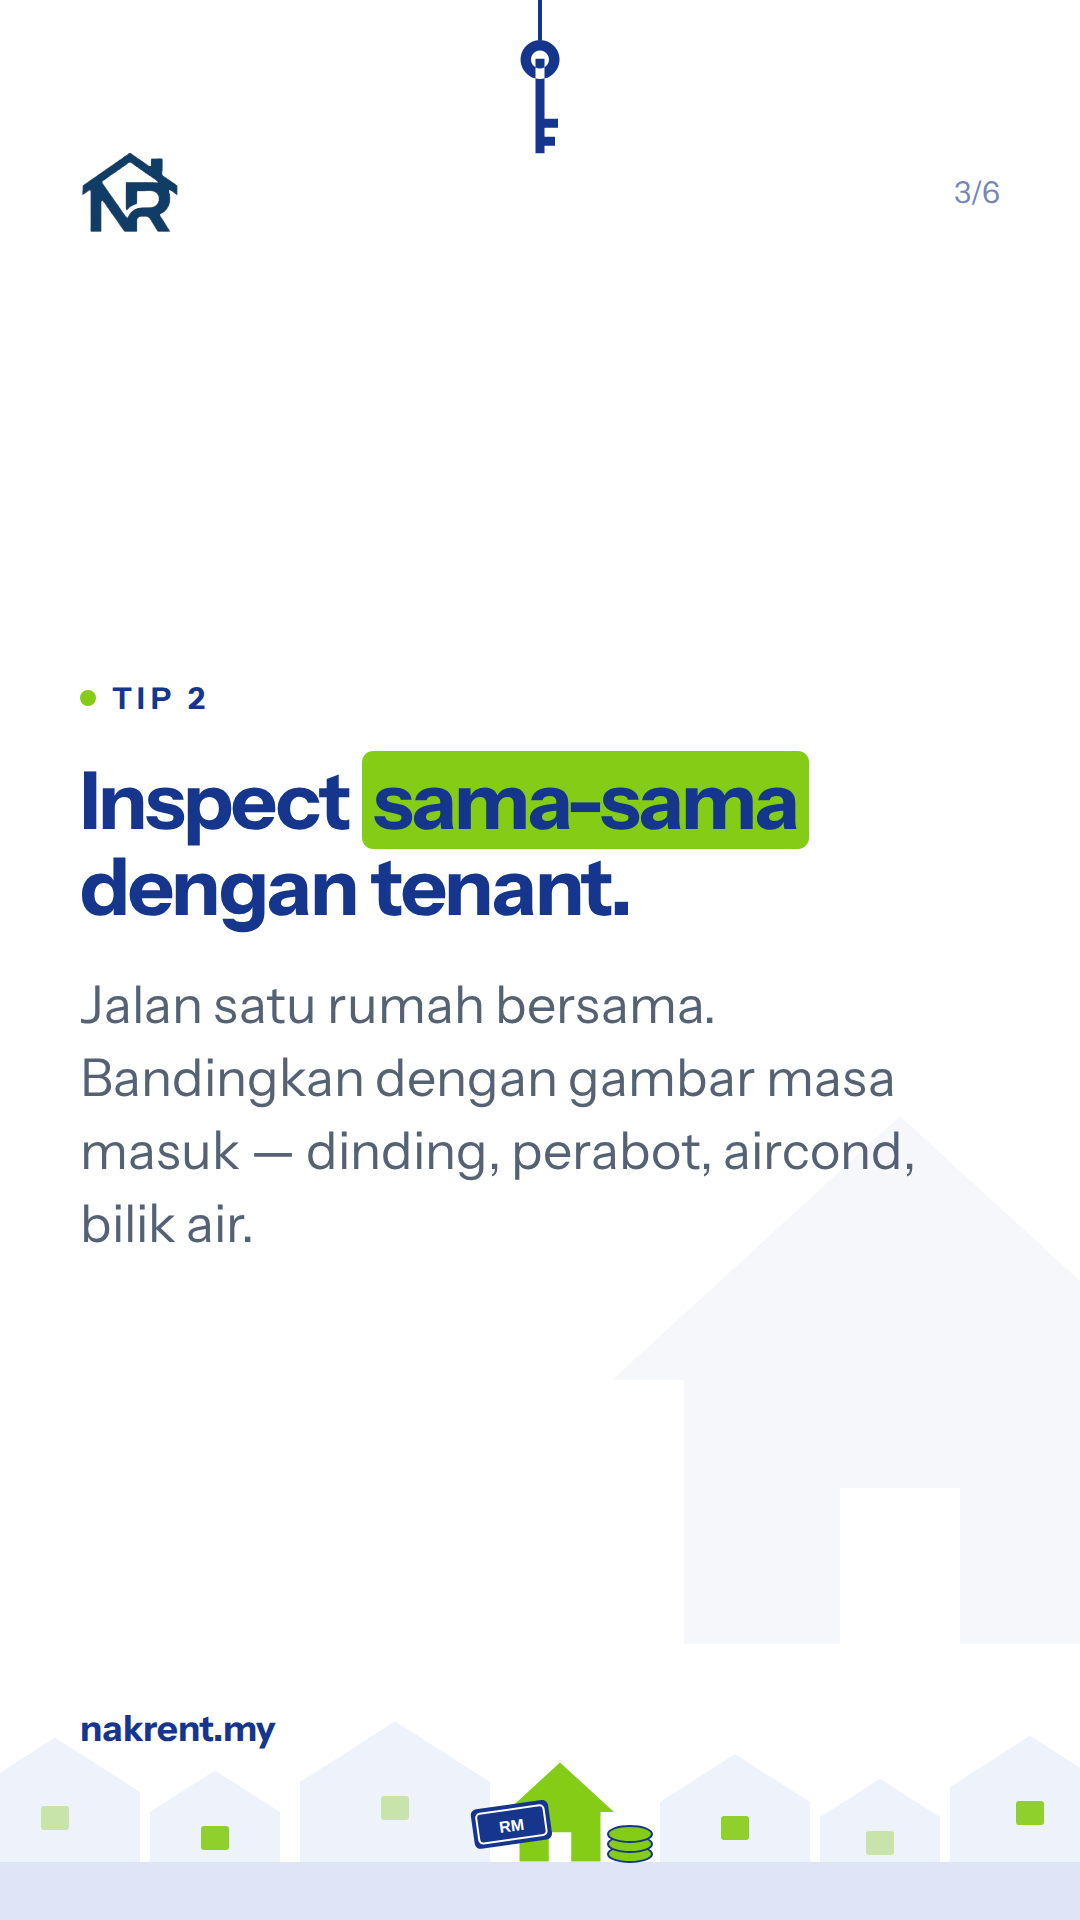 NR
3/6
TIP 2
Inspect sama-sama
dengan tenant.
Jalan satu rumah bersama.
Bandingkan dengan gambar masa
masuk — dinding, perabot, aircond,
bilik air.
nakrent.my
RM